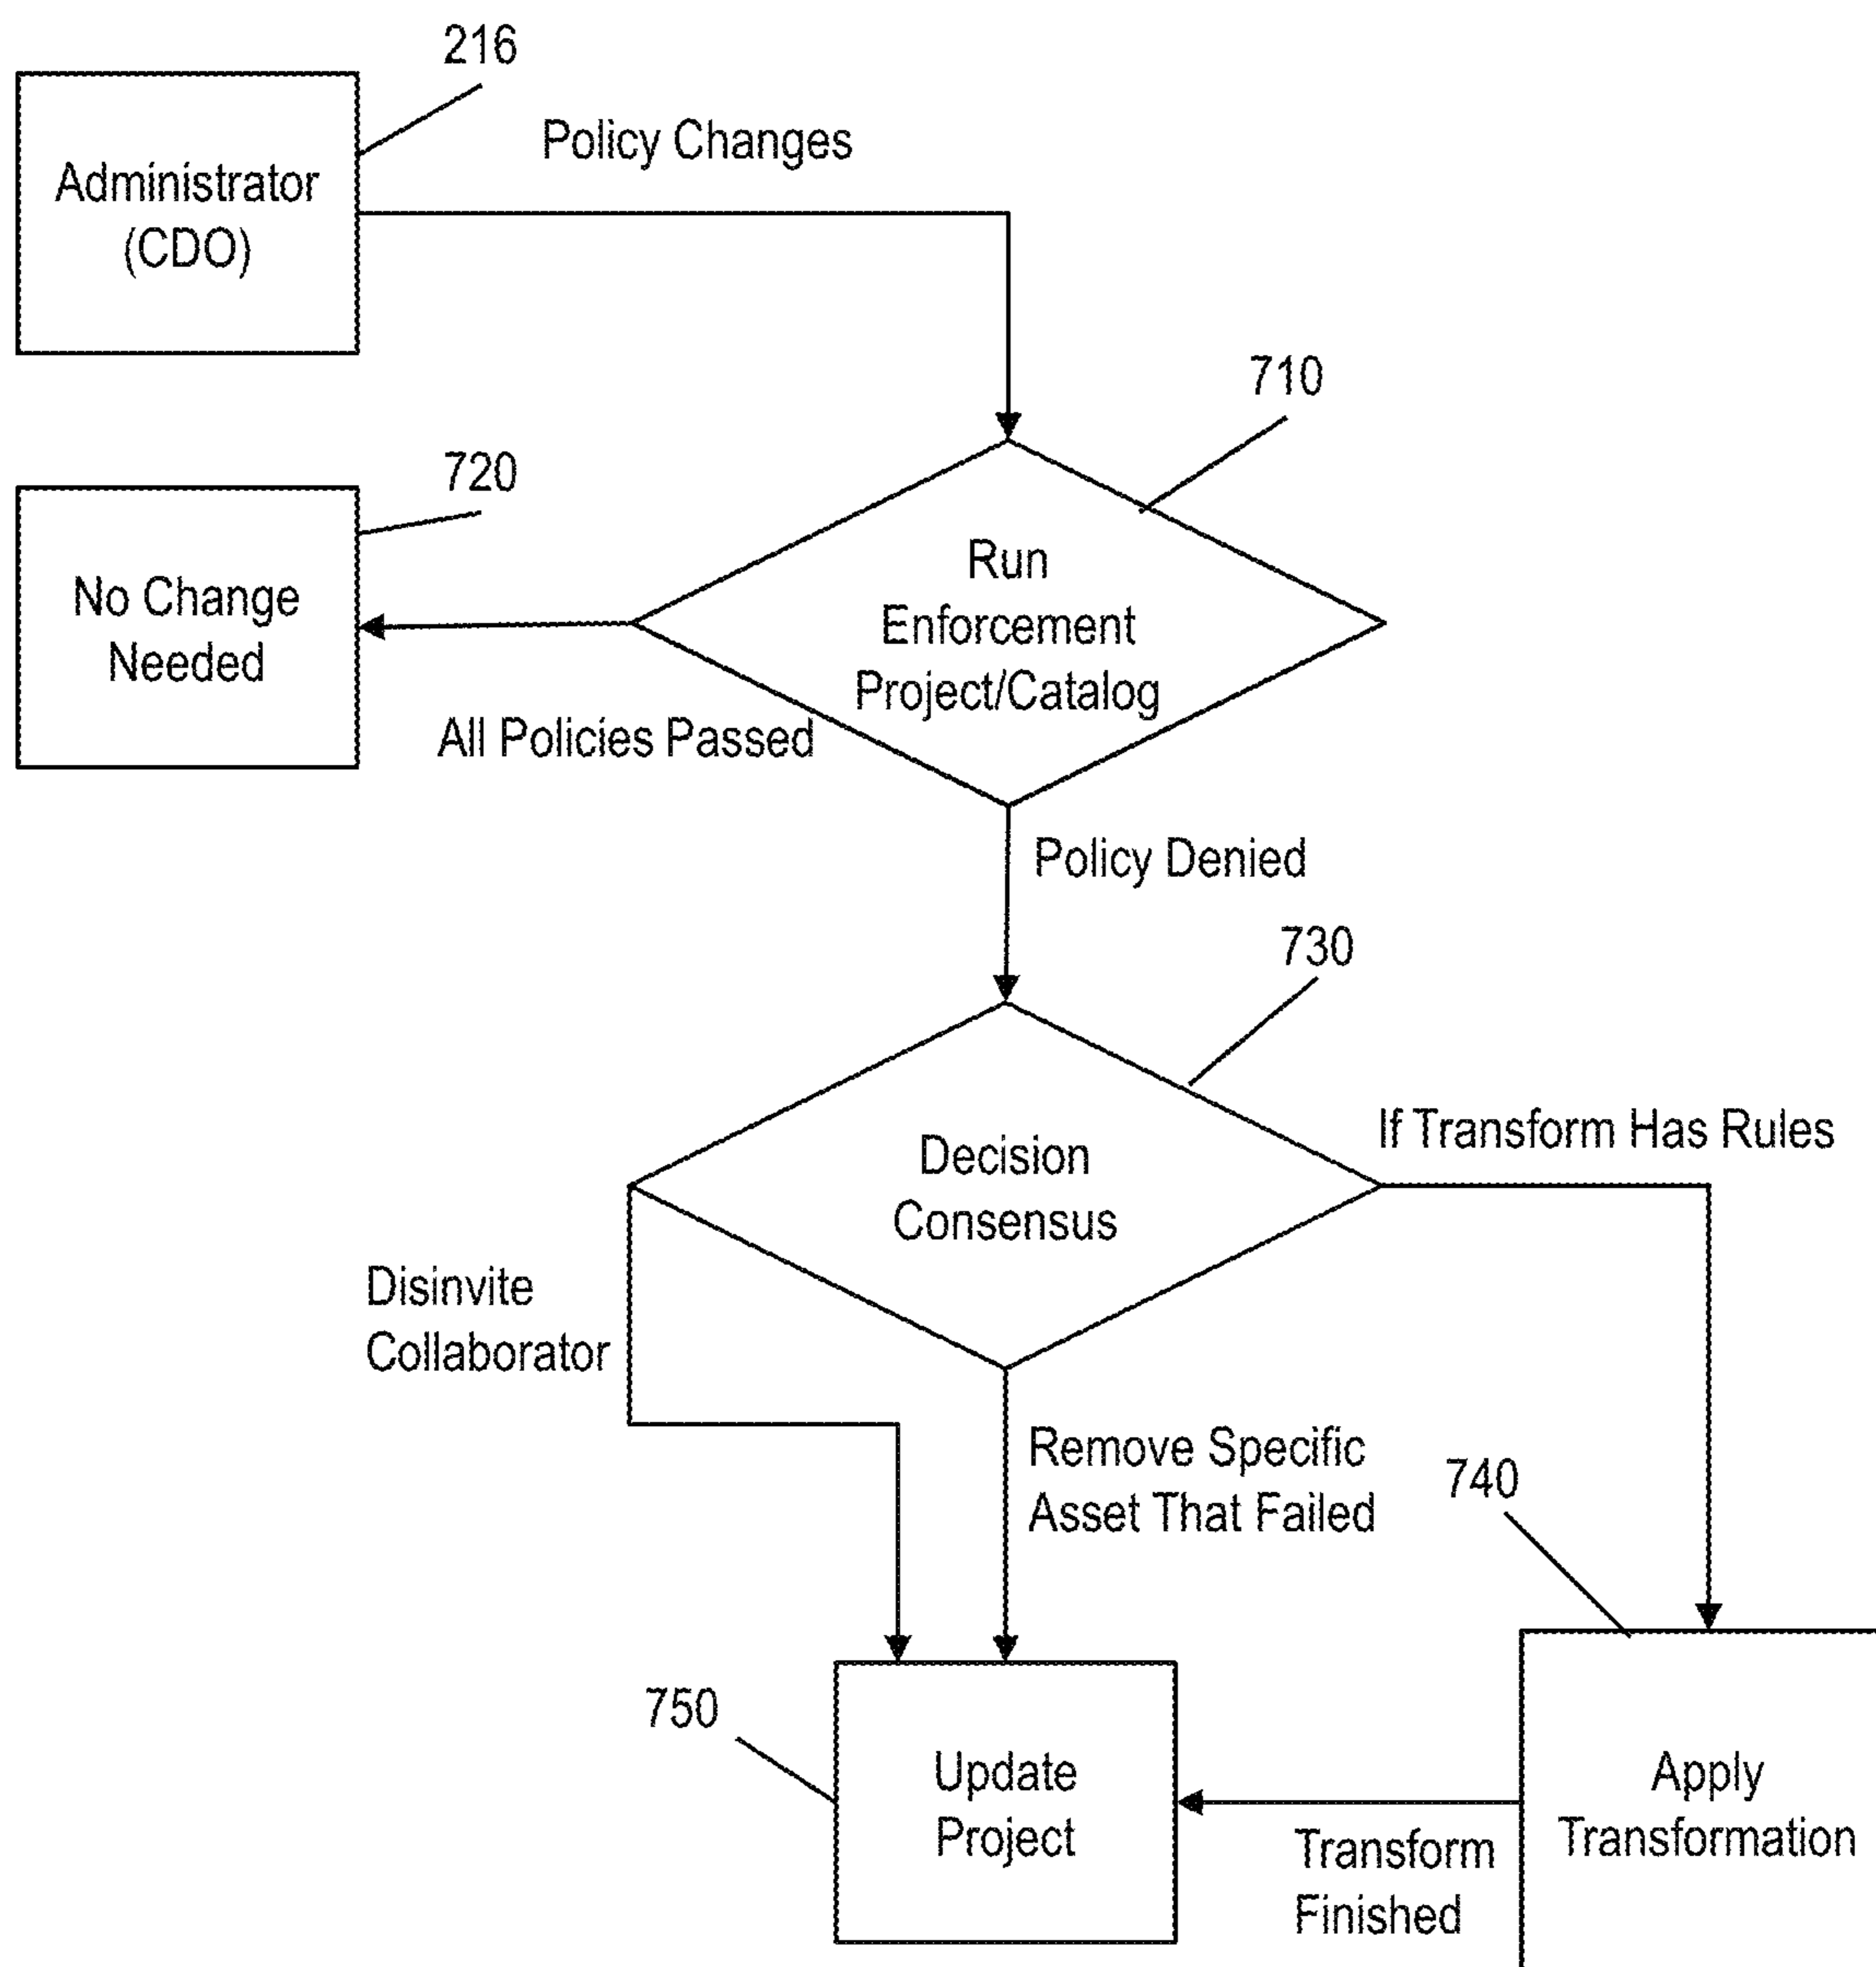 216
Policy Changes
Administrator
(CDO)
710
720
Run
Enforcement
Project/Catalog
No Change
Needed
All Policies Passed
Policy Denied
730
If Transform Has Rules
Decision
Consensus
Disinvite
Collaborator
Remove Specific
Asset That Failed
740
750
Update
Project
Apply
Transformation
Transform
Finished